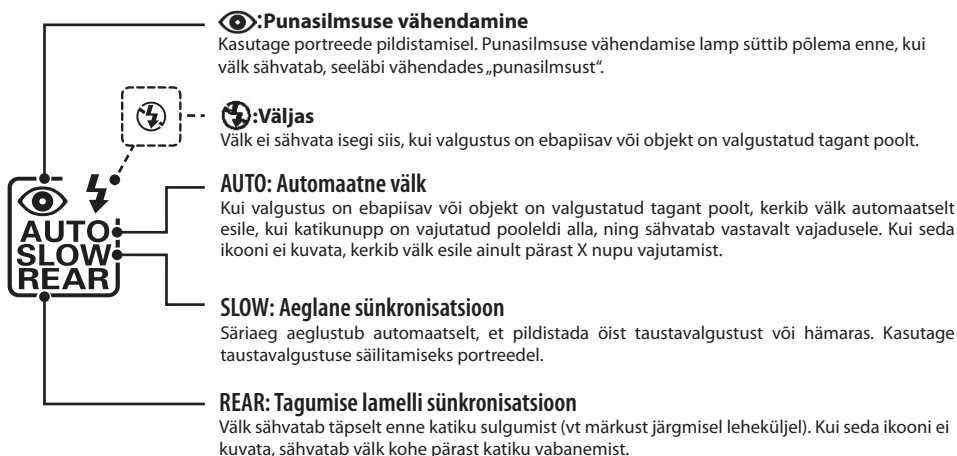 :Punasilmsuse vähendamine
Kasutage portreede pildistamisel. Punasilmsuse vähendamise lamp süttib põlema enne, kui
välk sähvatab, seeläbi vähendades „punasilmsust“.
:Väljas
Välk ei sähvata isegi siis, kui valgustus on ebapiisav või objekt on valgustatud tagant poolt.
AUTO: Automaatne välk
Kui valgustus on ebapiisav või objekt on valgustatud tagant poolt, kerkib välk automaatselt
esile, kui katikunupp on vajutatud pooleldi alla, ning sähvatab vastavalt vajadusele. Kui seda
ikooni ei kuvata, kerkib välk esile ainult pärast X nupu vajutamist.
AUTO
SLOW
REAR
SLOW: Aeglane sünkronisatsioon
Säriaeg aeglustub automaatselt, et pildistada öist taustavalgustust või hämaras. Kasutage
taustavalgustuse säilitamiseks portreedel.
REAR: Tagumise lamelli sünkronisatsioon
Välk sähvatab täpselt enne katiku sulgumist (vt märkust järgmisel leheküljel). Kui seda ikooni ei
kuvata, sähvatab välk kohe pärast katiku vabanemist.